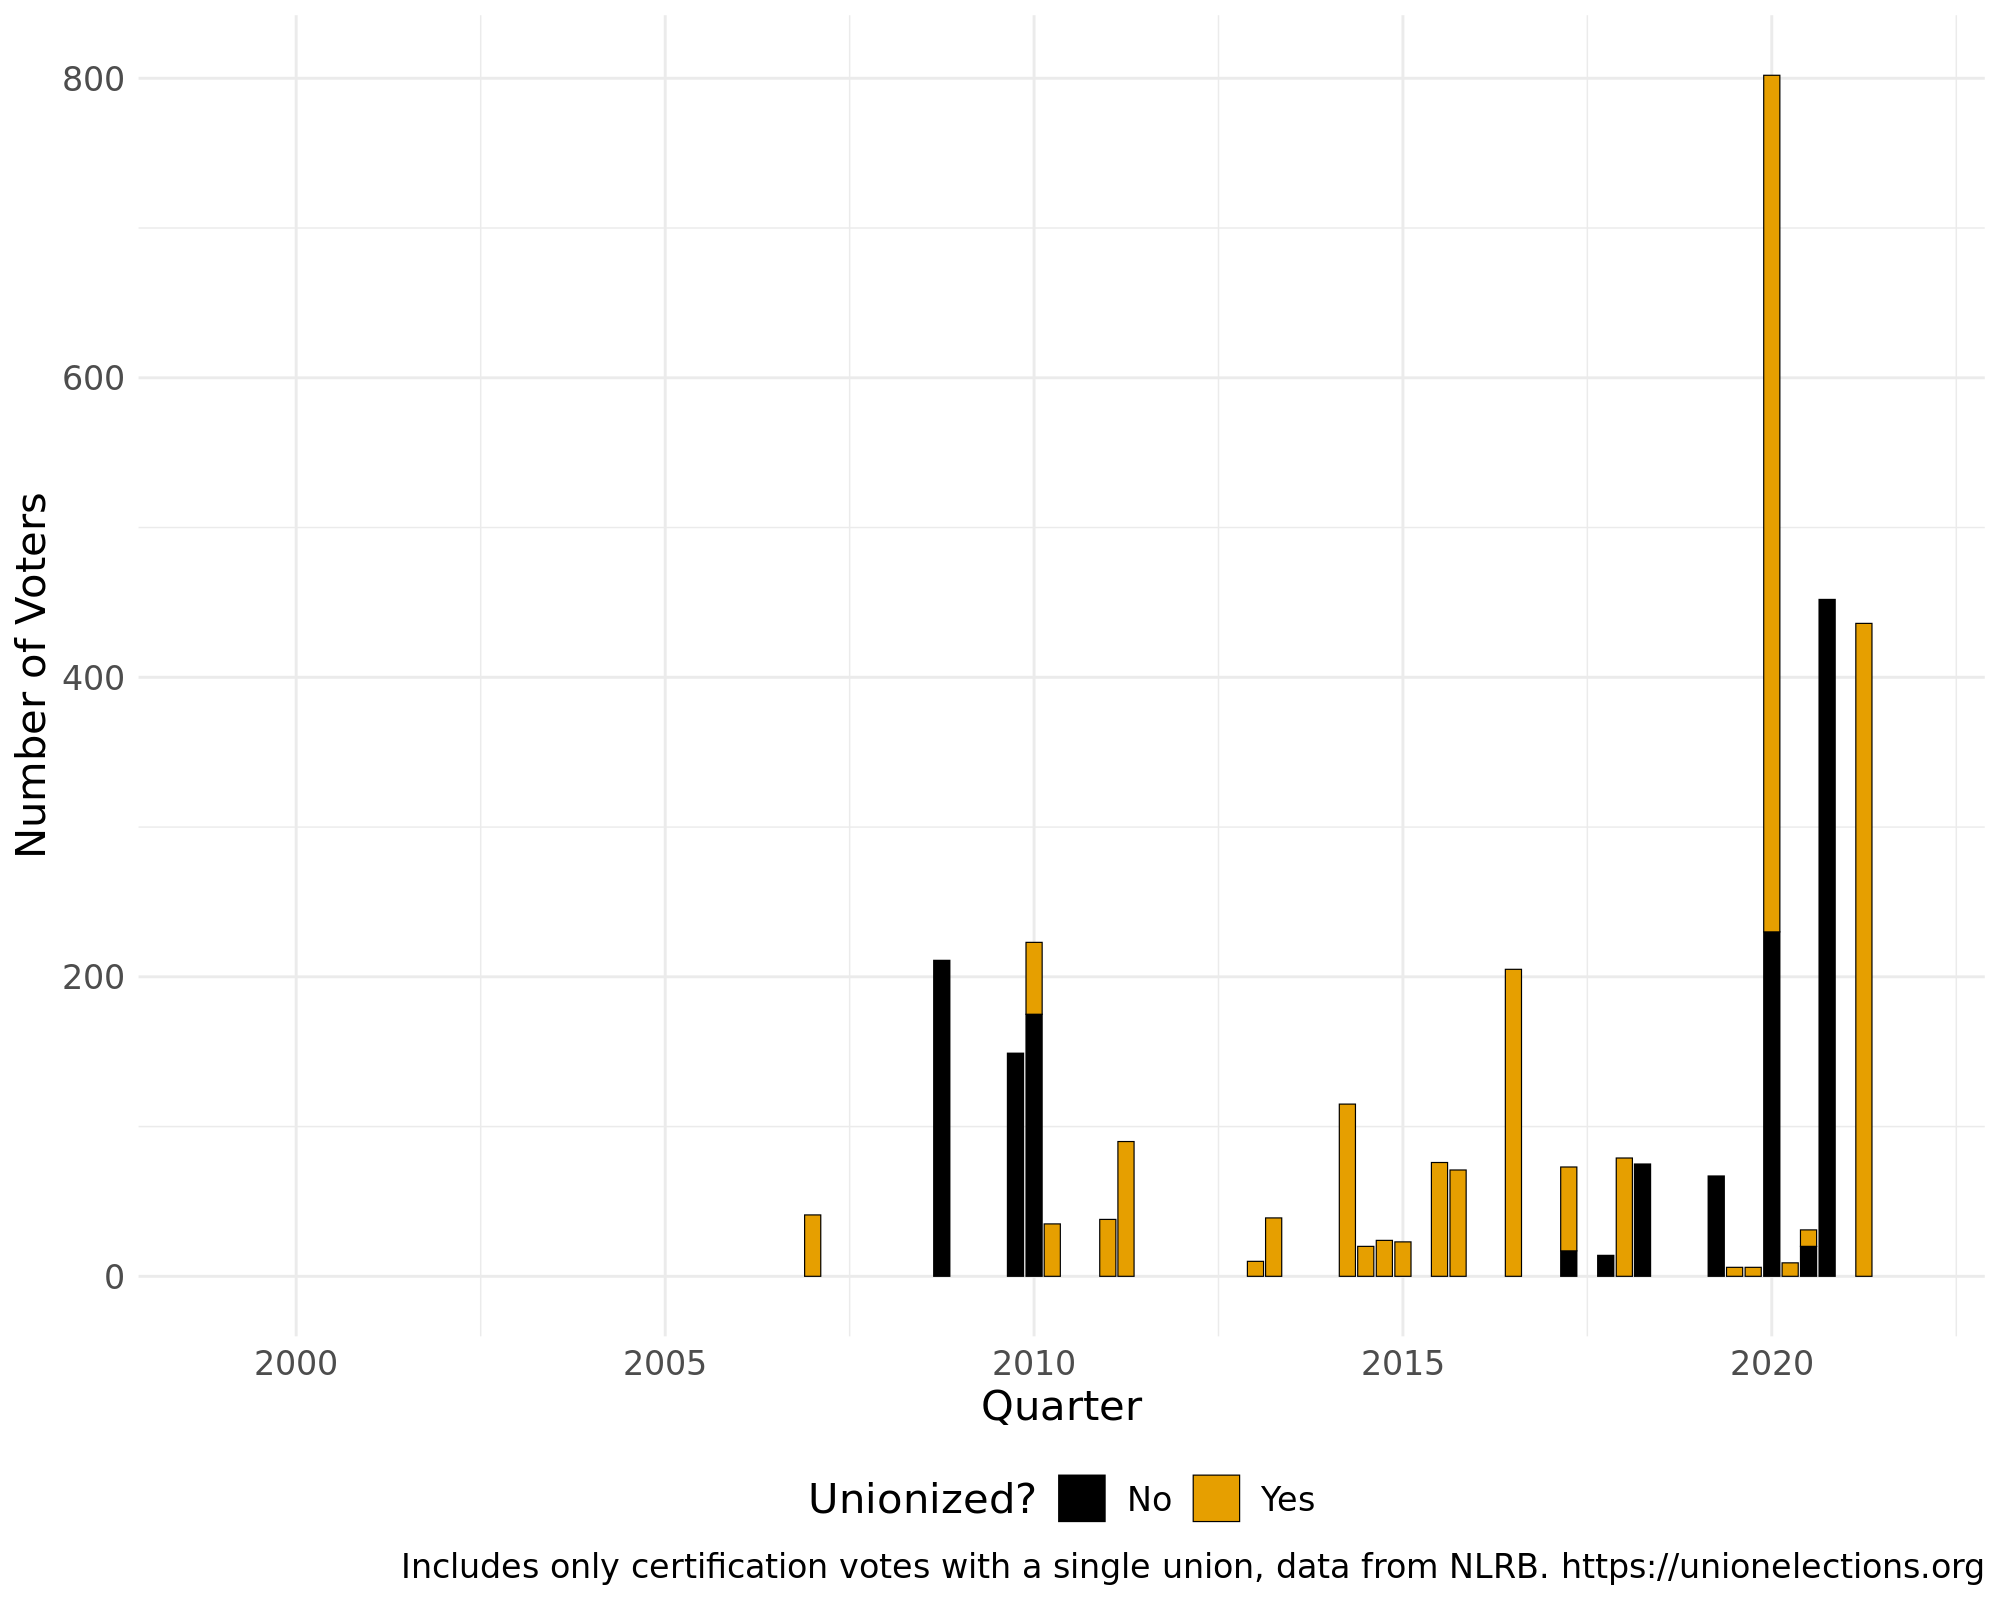 800
600
400
200
0
Number of Voters
2000 2005 2010 2015 2020
Quarter
Unionized? No Yes
Includes only certification votes with a single union, data from NLRB. https://unionelections.org